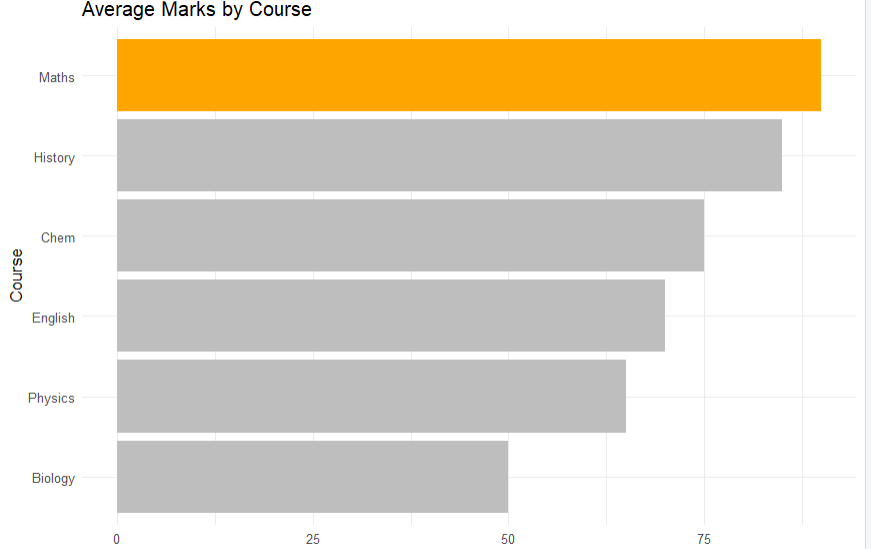 Average Marks by Course
Maths
History
Chem
English
Physics
Biology
Course
0 25 50 75